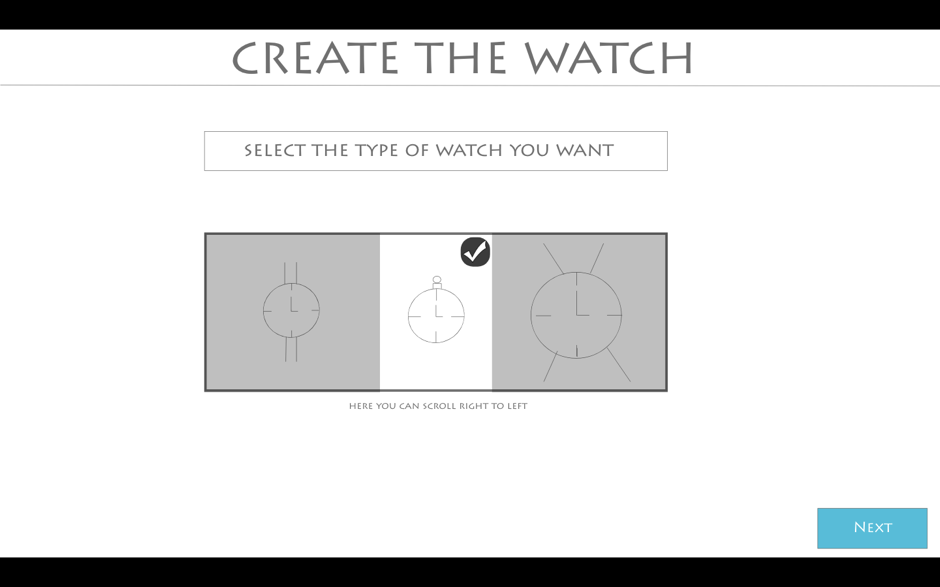 CREATE THE WATCH
SELECT THE TYPE OF WATCH YOU WANT
HERE YOU CAN SCROLL RIGHT TO LEFT
NEXT